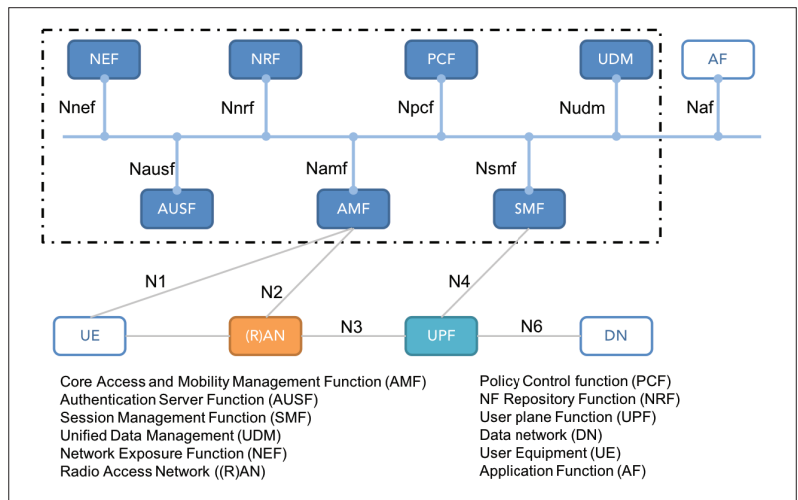 NEF NRF PCF UDM AF
Nnef Nnrf Npcf Nudm Naf
Nausf Namf Nsmf
AUSF AMF SMF
N1 N2 N4
UE (R)AN N3 UPF N6 DN
Core Access and Mobility Management Function (AMF)
Authentication Server Function (AUSF)
Session Management Function (SMF)
Unified Data Management (UDM)
Network Exposure Function (NEF)
Radio Access Network ((R)AN)
Policy Control function (PCF)
NF Repository Function (NRF)
User plane Function (UPF)
Data network (DN)
User Equipment (UE)
Application Function (AF)